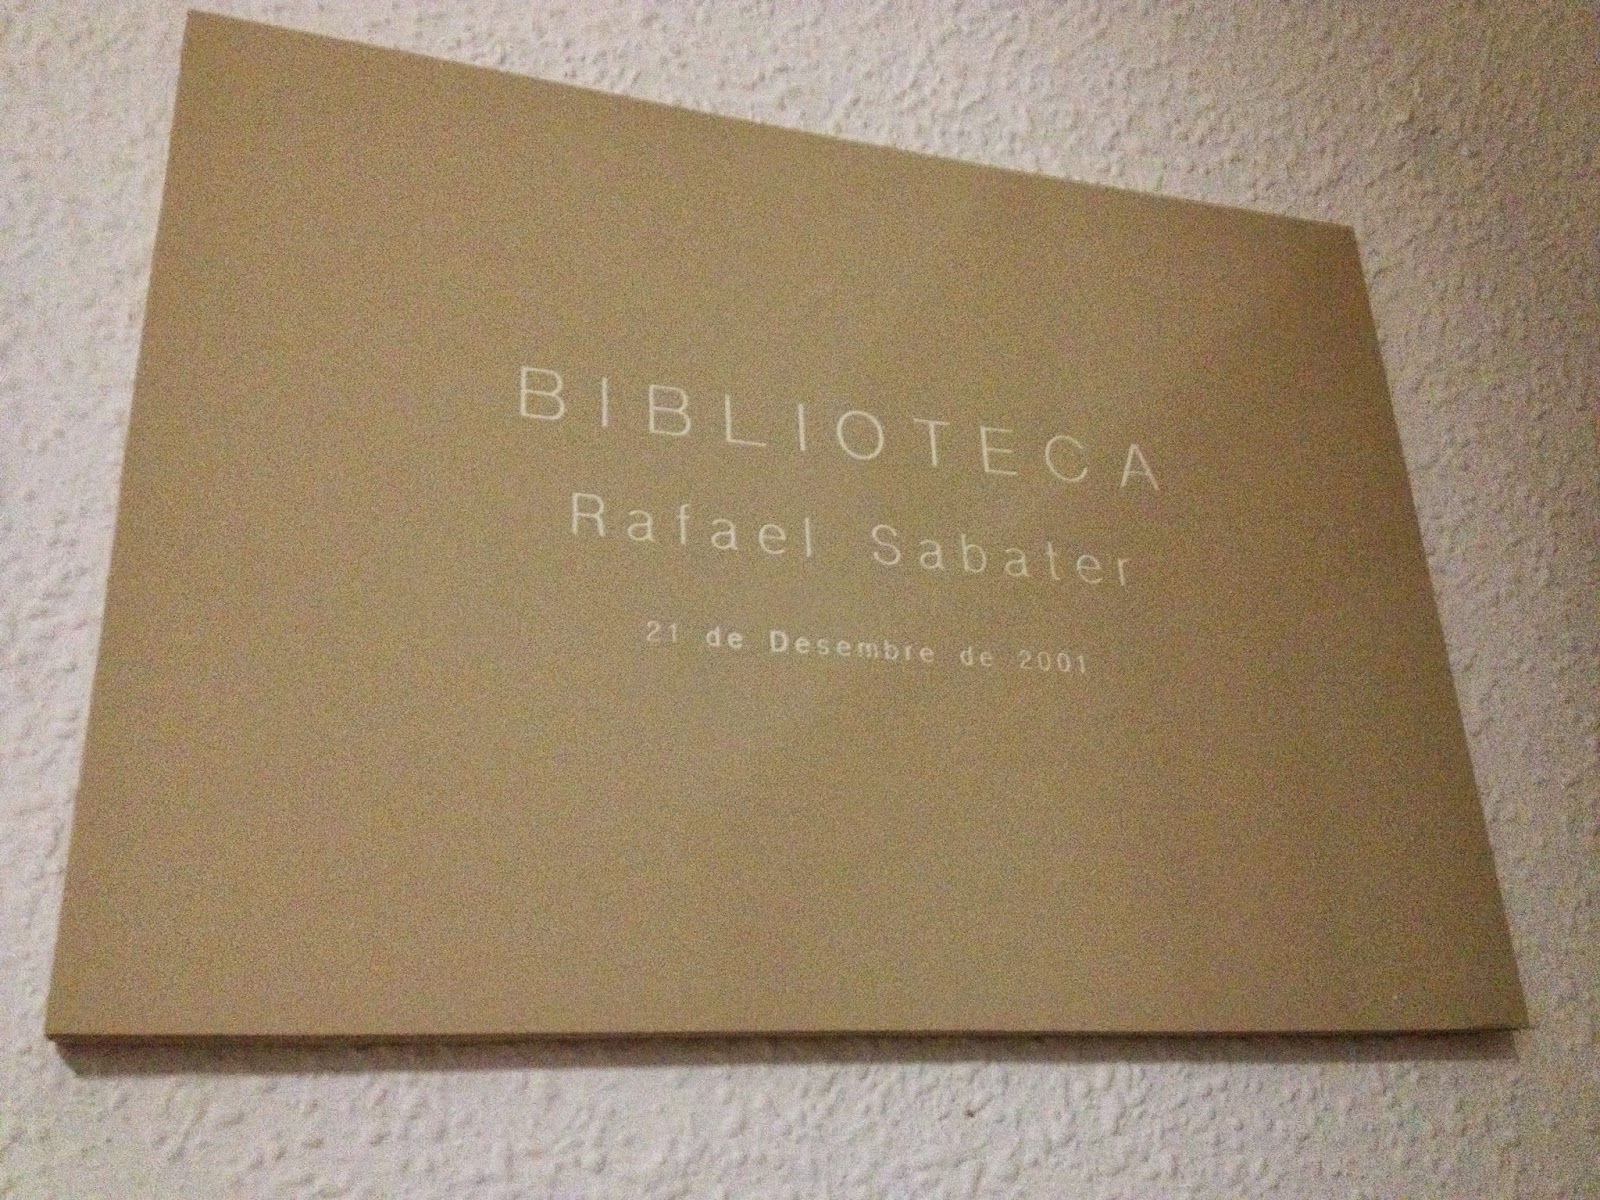 BIBLIOTECA
Rafael Sabater
21 de Desembre de 2001